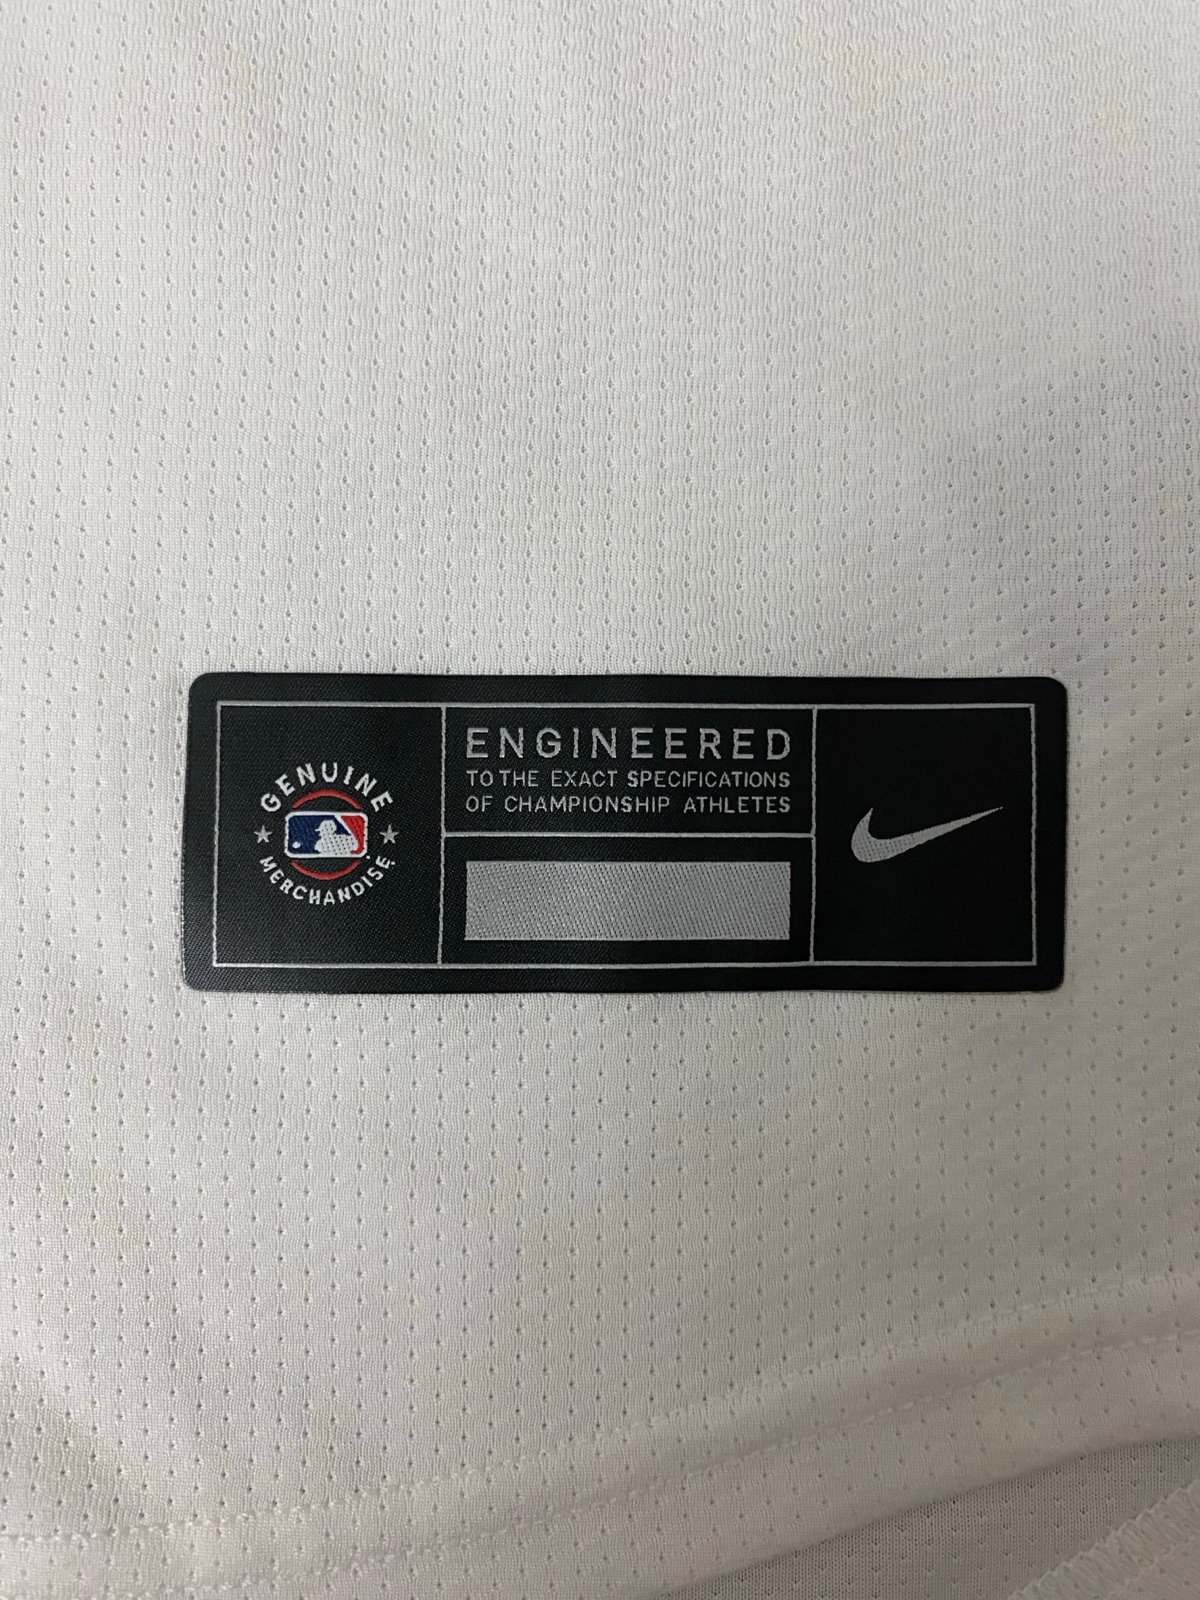 GENUINE
MERCHANDISE
ENGINEERED
TO THE EXACT SPECIFICATIONS
OF CHAMPIONSHIP ATHLETES